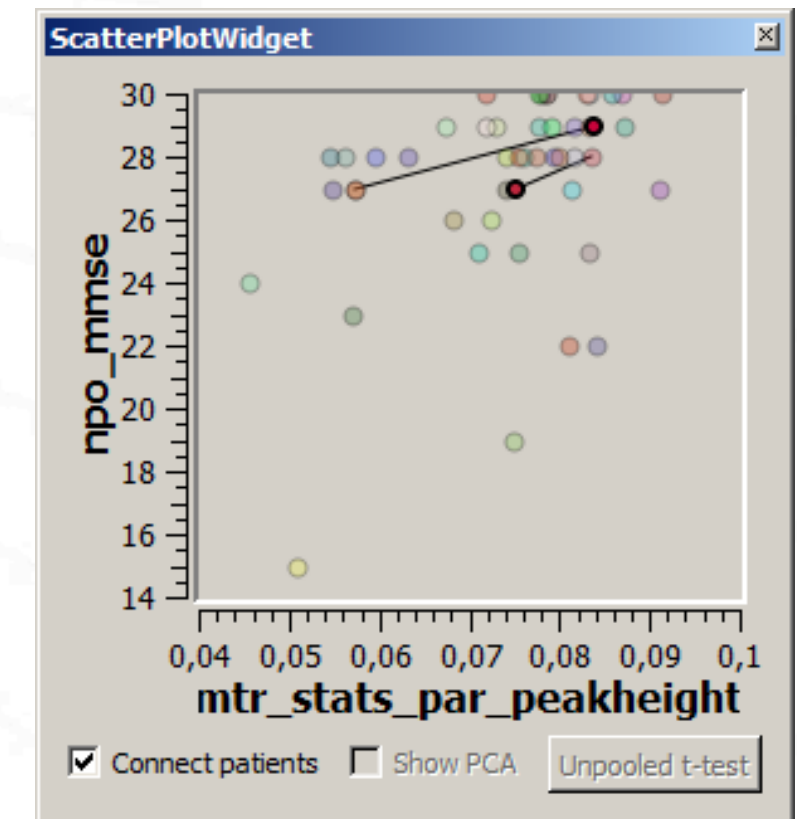 ScatterPlotWidget
30
28
26
24
22
20
18
16
14
npo_mmse
0,04 0,05 0,06 0,07 0,08 0,09 0,1
mtr_stats_par_peakheight
Connect patients Show PCA Unpooled t-test